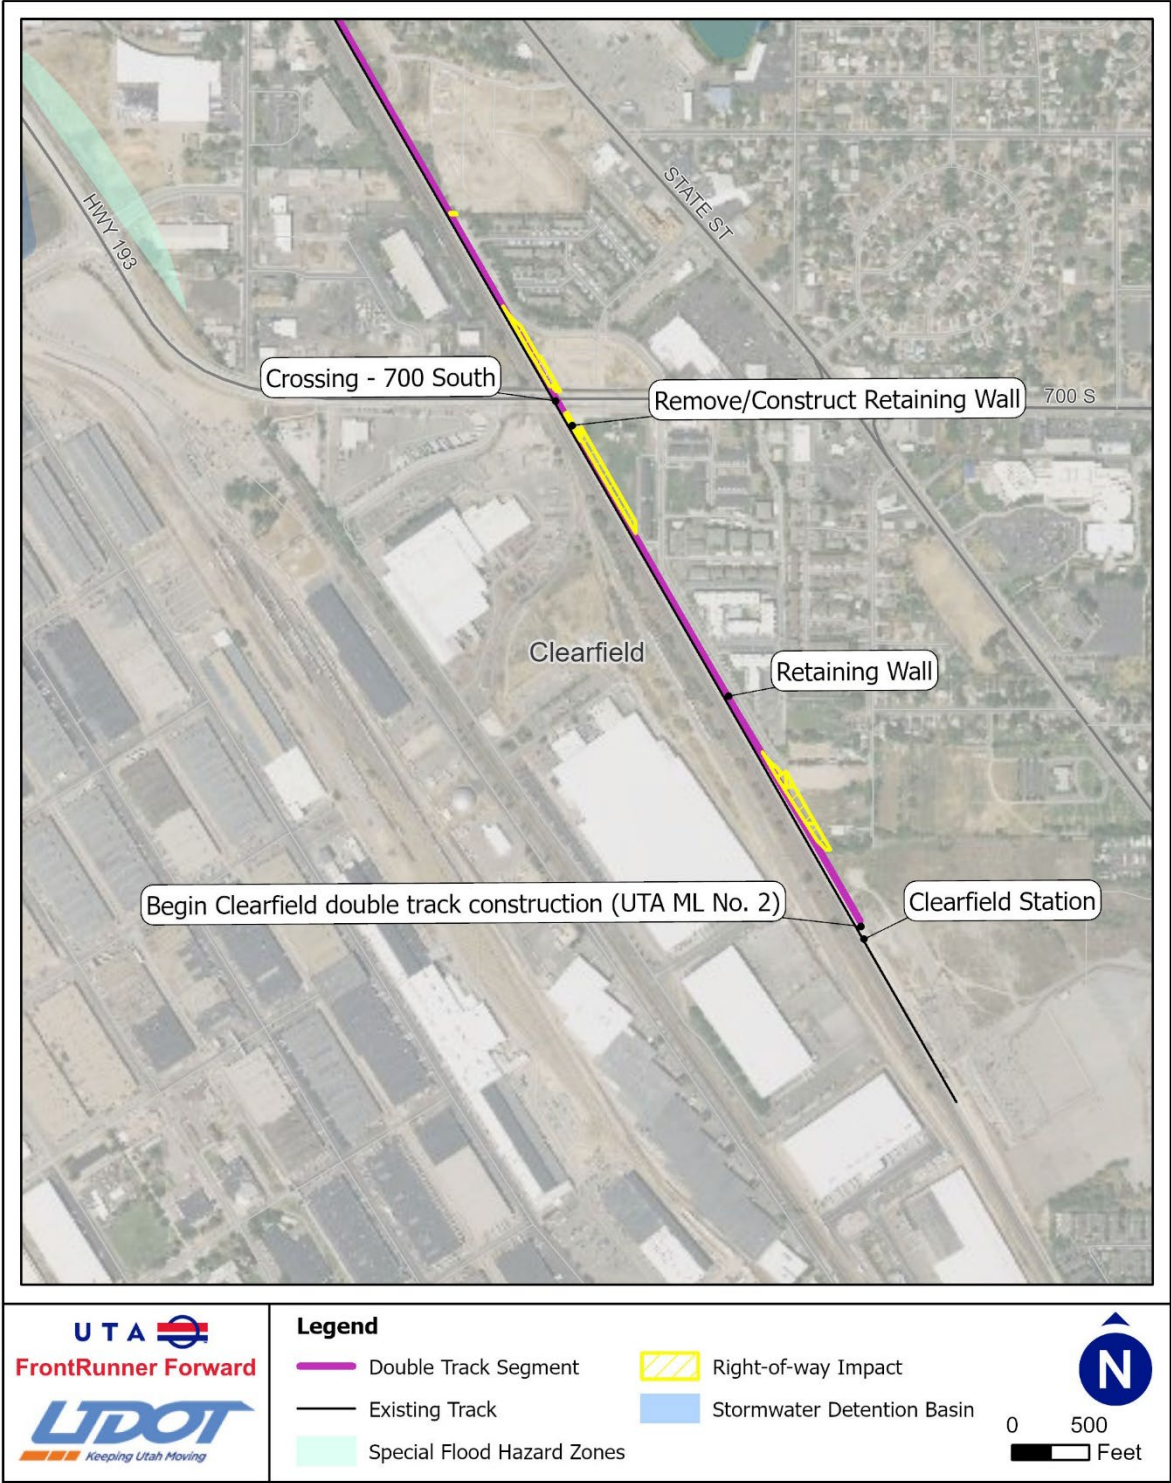 HWY 193
STATE ST
Crossing - 700 South
Remove/Construct Retaining Wall
700 S
Clearfield
Retaining Wall
Begin Clearfield double track construction (UTA ML No. 2)
Clearfield Station
UTA
FrontRunner Forward
UDOT
Keeping Utah Moving
Legend
Double Track Segment
Existing Track
Special Flood Hazard Zones
Right-of-way Impact
Stormwater Detention Basin
N
0 500
Feet